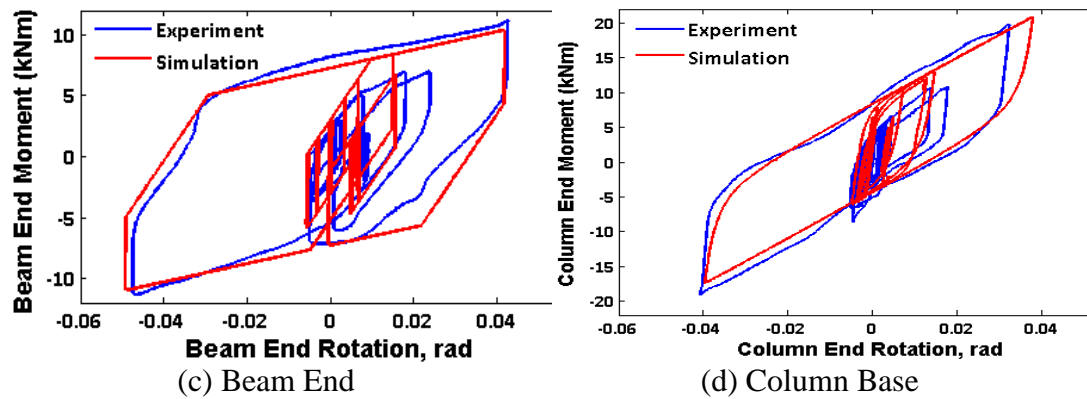 Beam End Moment (kNm)
10
5
0
-5
-10
Experiment
Simulation
-0.06 -0.04 -0.02 0 0.02 0.04
Beam End Rotation, rad
(c) Beam End
Column End Moment (kNm)
20
15
10
5
0
-5
-10
-15
-20
Experiment
Simulation
-0.06 -0.04 -0.02 0 0.02 0.04
Column End Rotation, rad
(d) Column Base